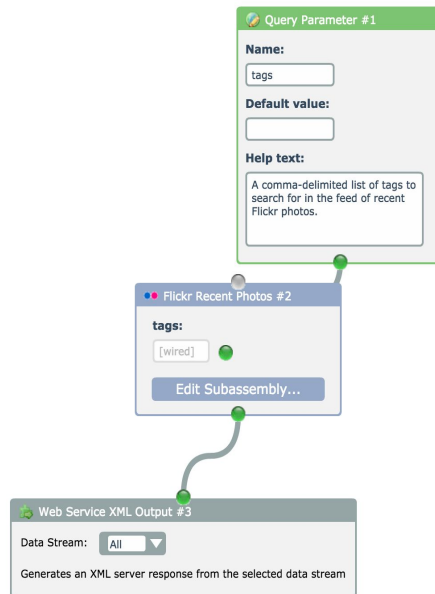 Query Parameter #1
Name:
tags
Default value:
Help text:
A comma-delimited list of tags to
search for in the feed of recent
Flickr photos.
Flickr Recent Photos #2
tags:
[wired]
Edit Subassembly...
Web Service XML Output #3
Data Stream: All
Generates an XML server response from the selected data stream